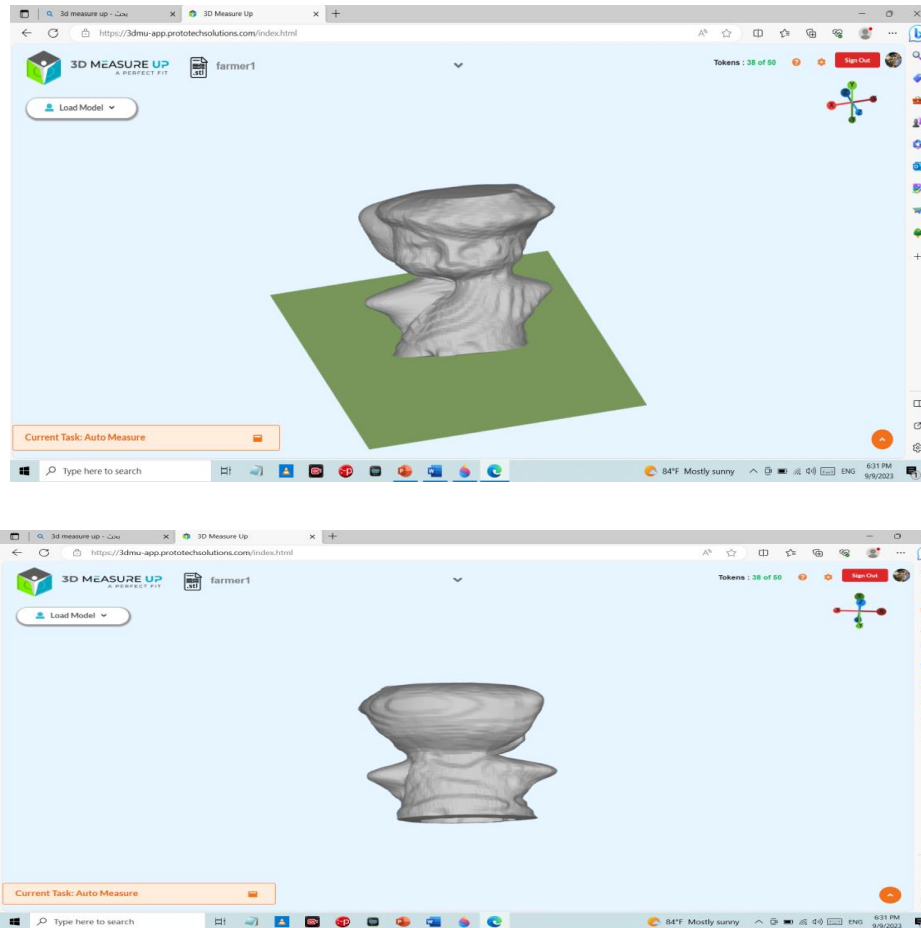 3d measure up - بحث
3D Measure Up
https://3dmu-app.prototechsolutions.com/index.html
3D MEASURE UP
A PERFECT FIT
.stl
farmer1
Tokens : 38 of 50
Sign Out
Load Model
Current Task: Auto Measure
Type here to search
84°F Mostly sunny
ENG
6:31 PM
9/9/2023
3d measure up - بحث
3D Measure Up
https://3dmu-app.prototechsolutions.com/index.html
3D MEASURE UP
A PERFECT FIT
.stl
farmer1
Tokens : 38 of 50
Sign Out
Load Model
Current Task: Auto Measure
Type here to search
84°F Mostly sunny
ENG
6:31 PM
9/9/2023